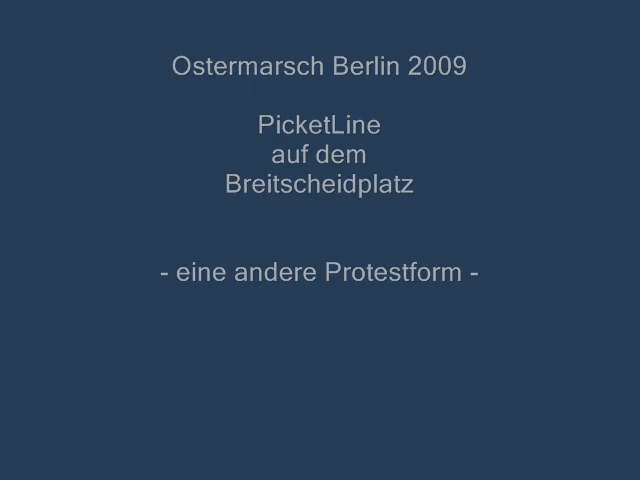 Ostermarsch Berlin 2009
PicketLine
auf dem
Breitscheidplatz
- eine andere Protestform -